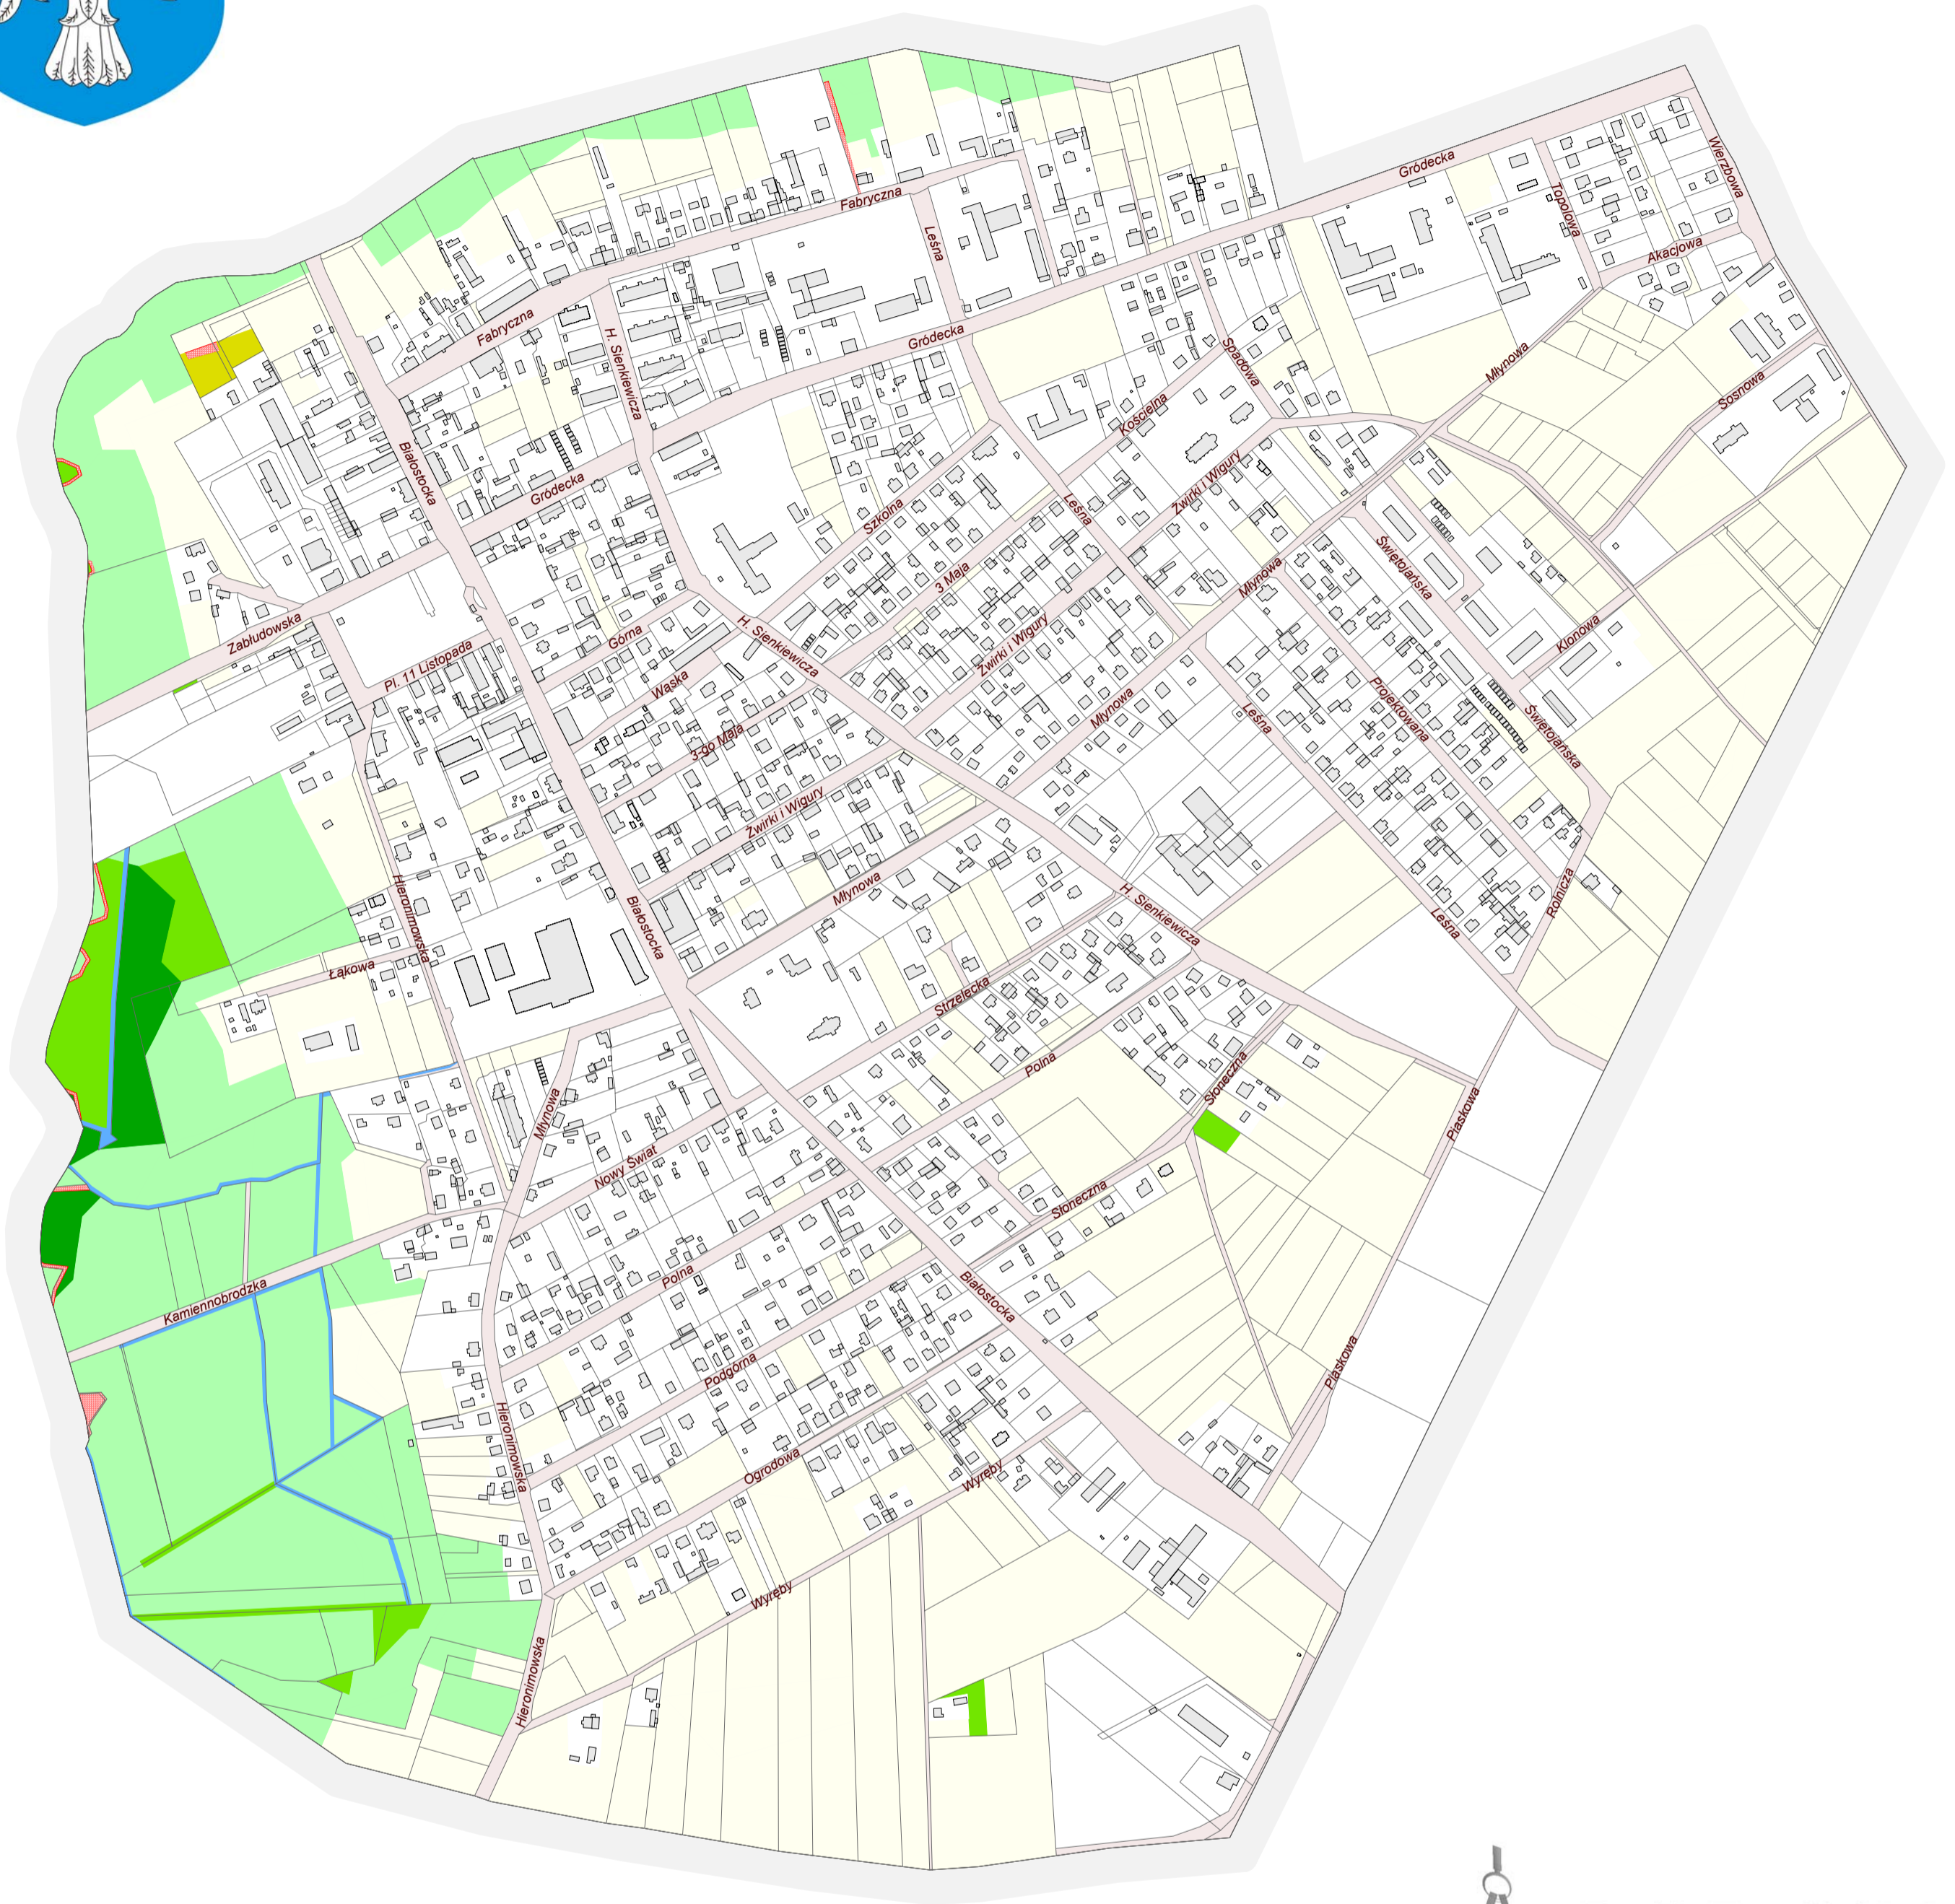 Gródecka
Wierzbowa
Topolowa
Fabryczna
Leśna
Akacjowa
Fabryczna
H. Sienkiewicza
Gródecka
Spadowa
Młynowa
Sosnowa
Kościelna
Białostocka
Gródecka
Żwirki i Wigury
Szkolna
Leśna
Świętojańska
3 Maja
Młynowa
Zabłudowska
Górna
H. Sienkiewicza
Klonowa
Żwirki i Wigury
Pl. 11 Listopada
Wąska
Młynowa
Projektowana
Leśna
Świętojańska
3-go Maja
Żwirki i Wigury
Młynowa
Rolnicza
Hieronimowska
H. Sienkiewicza
Leśna
Białostocka
Łąkowa
Strzelecka
Polna
Słoneczna
Młynowa
Piaskowa
Nowy Świat
Słoneczna
Polna
Białostocka
Kamiennobrodzka
Podgórna
Piaskowa
Hieronimowska
Ogrodowa
Wyręby
Wyręby
Hieronimowska